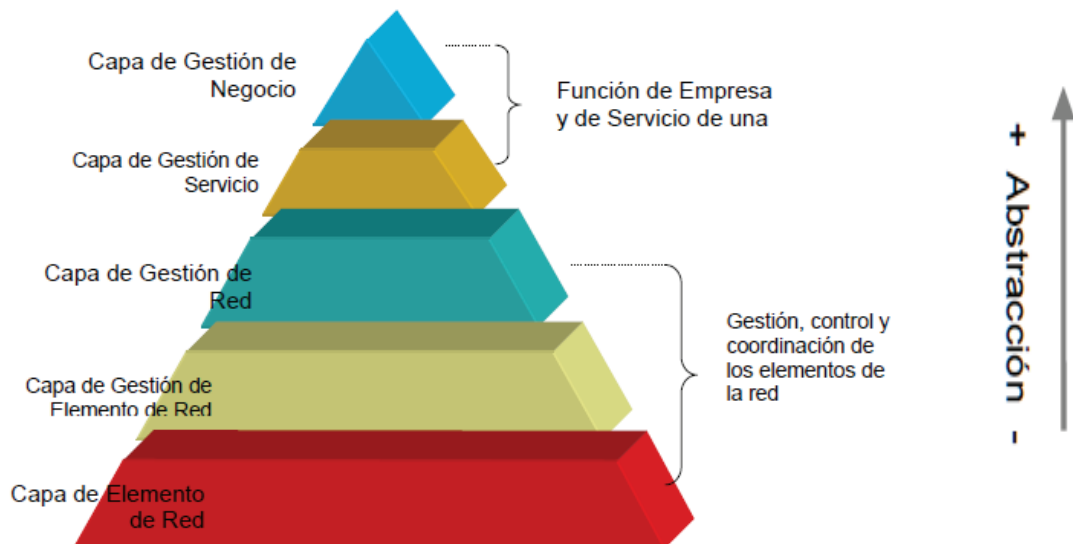 Capa de Gestión de
Negocio
Función de Empresa
y de Servicio de una
Capa de Gestión de
Servicio
Capa de Gestión de
Red
Gestión, control y
coordinación de
los elementos de
la red
Capa de Gestión de
Elemento de Red
Capa de Elemento
de Red
+ Abstracción -